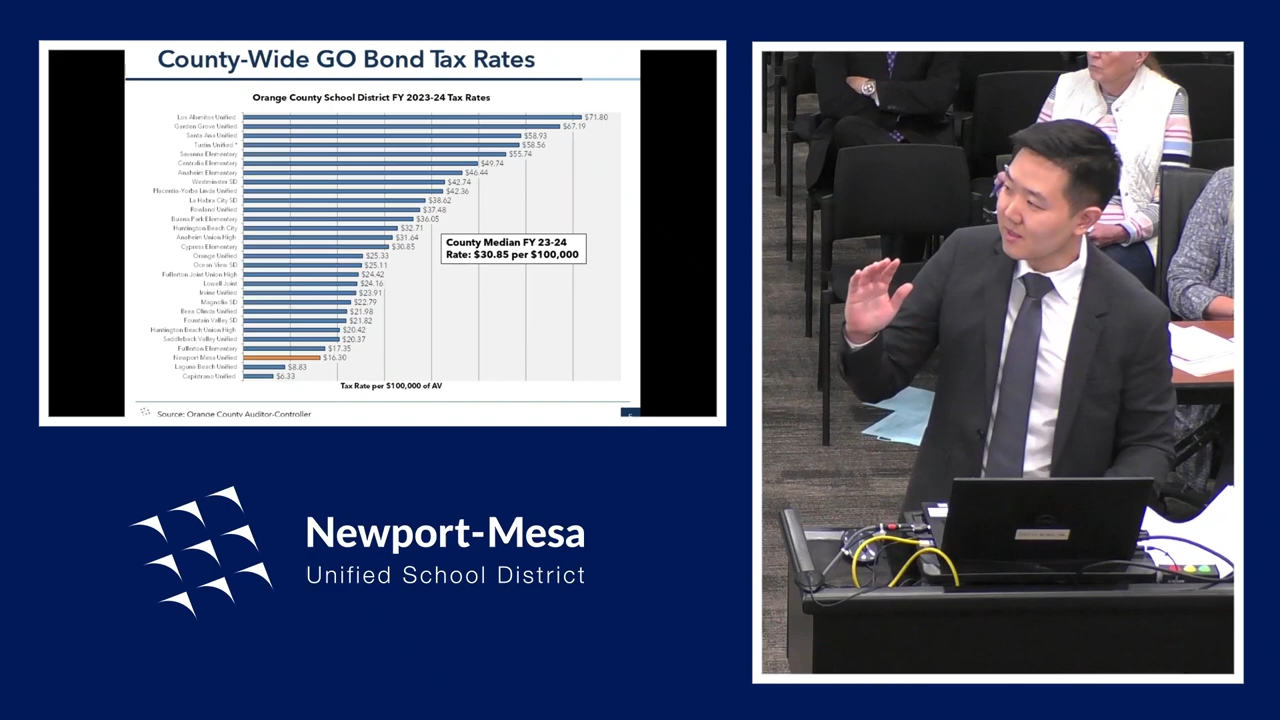 County-Wide GO Bond Tax Rates
Orange County School District FY 2023-24 Tax Rates
Los Alamitos Unified $71.80
Garden Grove Unified $67.19
Santa Ana Unified $58.93
Tustin Unified * $58.56
Savanna Elementary $55.74
Centralia Elementary $49.74
Anaheim Elementary $46.44
Westminster SD $42.74
Placentia-Yorba Linda Unified $42.36
La Habra City SD $38.62
Rowland Unified $37.48
Buena Park Elementary $36.05
Huntington Beach City $32.71
Anaheim Union High $31.64
Cypress Elementary $30.85
Orange Unified $25.33
Ocean View SD $25.11
Fullerton Joint Union High $24.42
Lowell Joint $24.16
Irvine Unified $23.91
Magnolia SD $22.79
Brea Olinda Unified $21.98
Fountain Valley SD $21.82
Huntington Beach Union High $20.42
Saddleback Valley Unified $20.37
Fullerton Elementary $17.35
Newport Mesa Unified $16.30
Laguna Beach Unified $8.83
Capistrano Unified $6.33
County Median FY 23-24
Rate: $30.85 per $100,000
Tax Rate per $100,000 of AV
Source: Orange County Auditor-Controller
Newport-Mesa
Unified School District